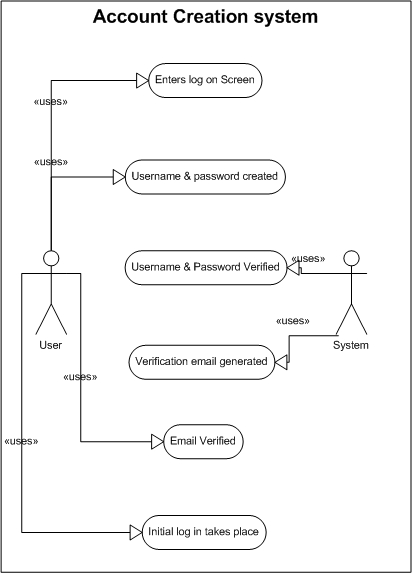 Account Creation system
Enters log on Screen
«uses»
«uses»
Username & password created
Username & Password Verified
«uses»
«uses»
User
System
Verification email generated
«uses»
«uses»
Email Verified
Initial log in takes place